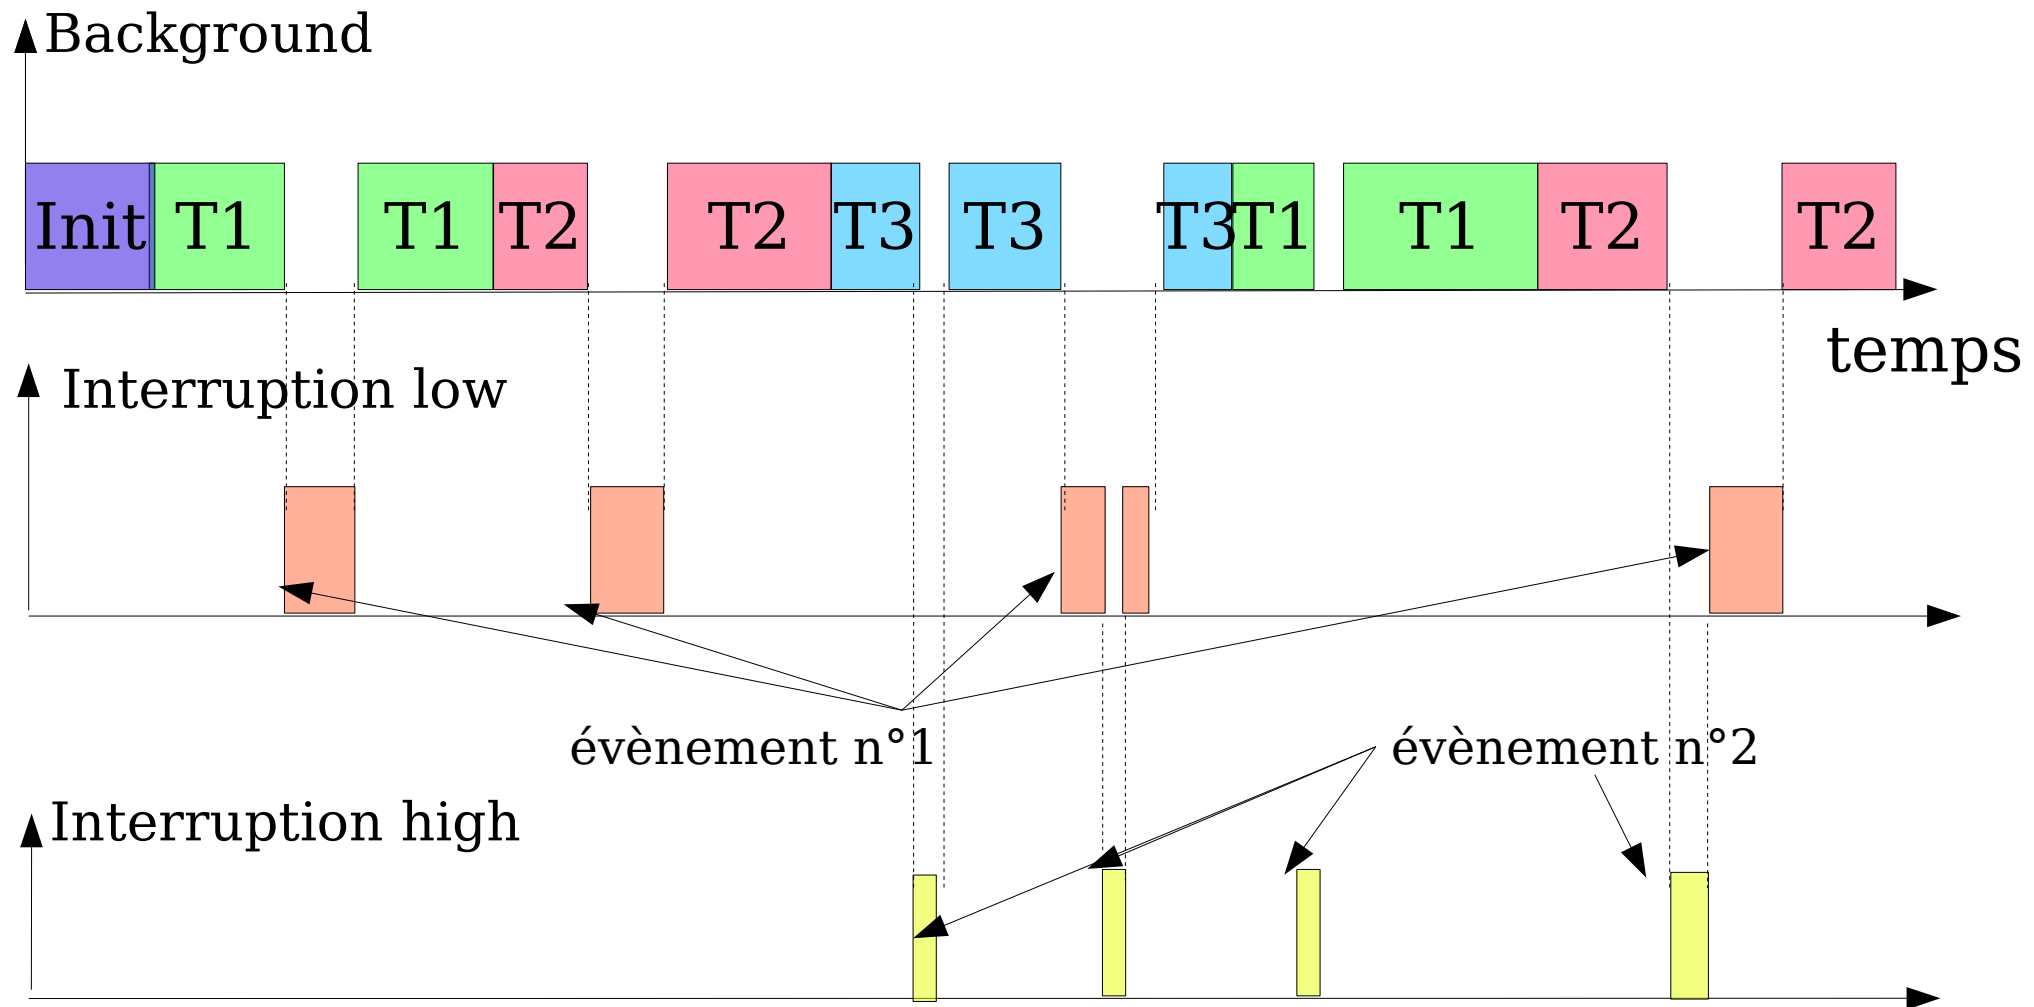 Background
Init T1 T1 T2 T2 T3 T3 T3 T1 T1 T2 T2
temps
Interruption low
évènement n°1 évènement n°2
Interruption high